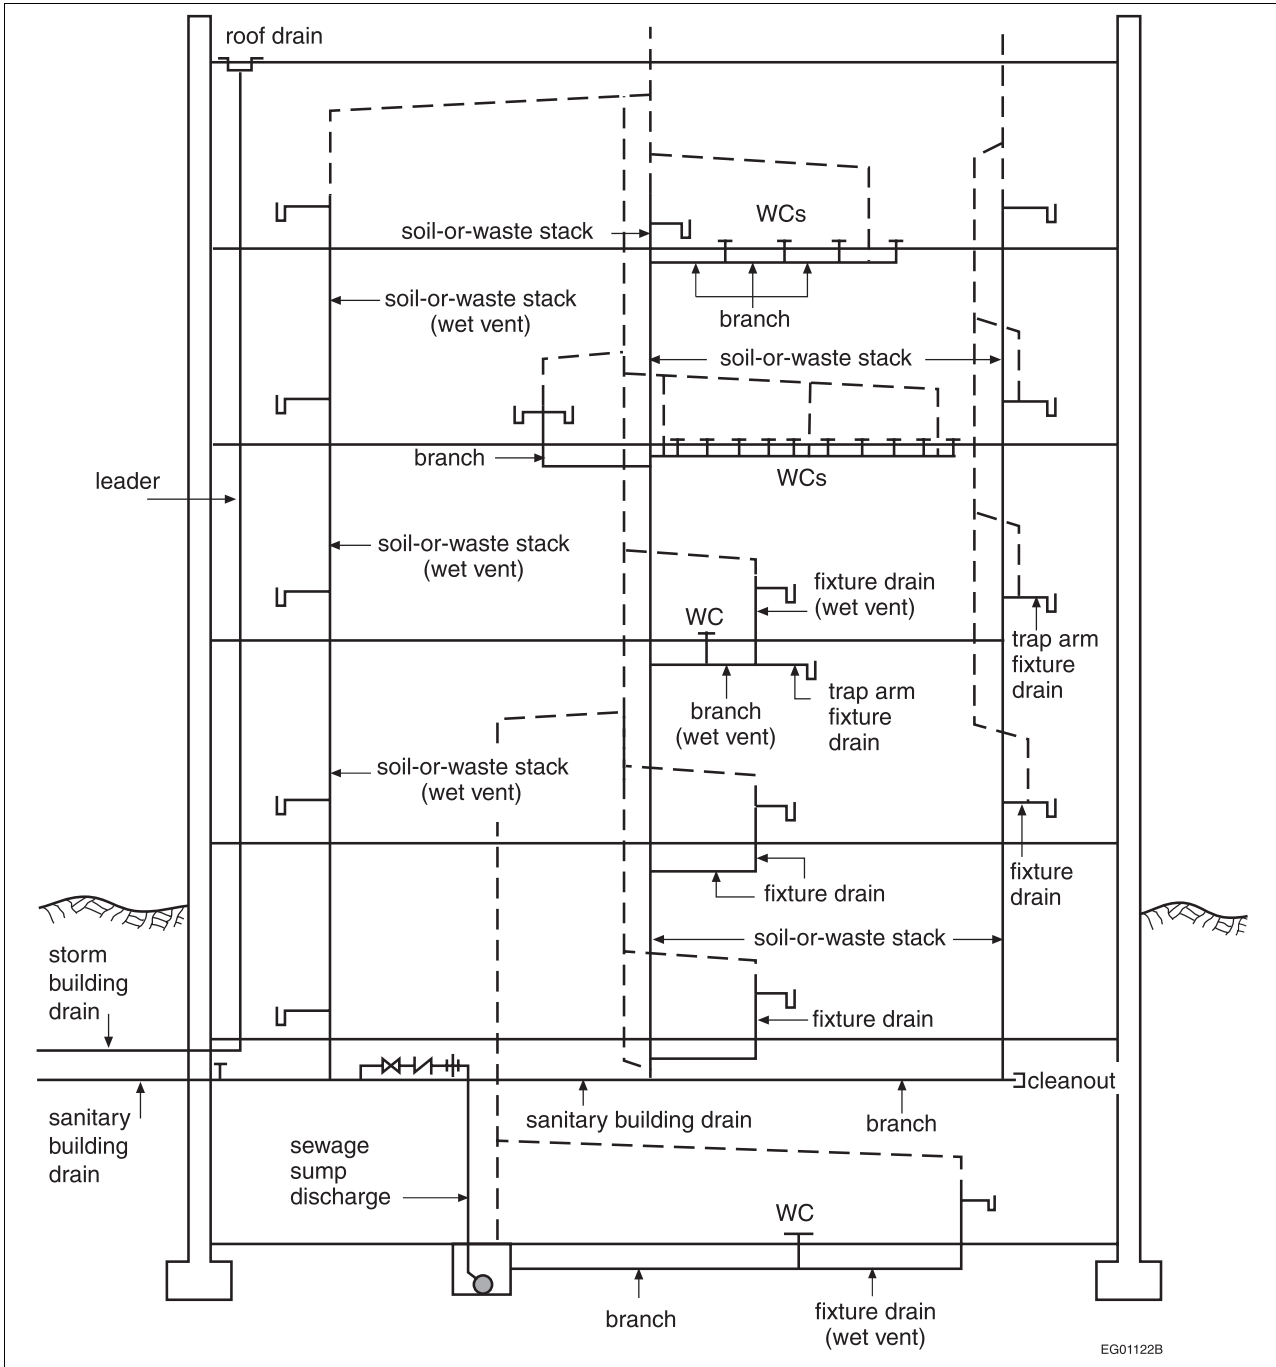 roof drain
WCs
soil-or-waste stack
soil-or-waste stack
(wet vent)
branch
soil-or-waste stack
branch
WCs
leader
soil-or-waste stack
(wet vent)
fixture drain
(wet vent)
WC
trap arm
fixture
drain
trap arm
fixture
drain
branch
(wet vent)
soil-or-waste stack
(wet vent)
fixture
drain
fixture drain
soil-or-waste stack
storm
building
drain
fixture drain
cleanout
sanitary
building
drain
sanitary building drain
branch
sewage
sump
discharge
WC
branch
fixture drain
(wet vent)
EG01122B